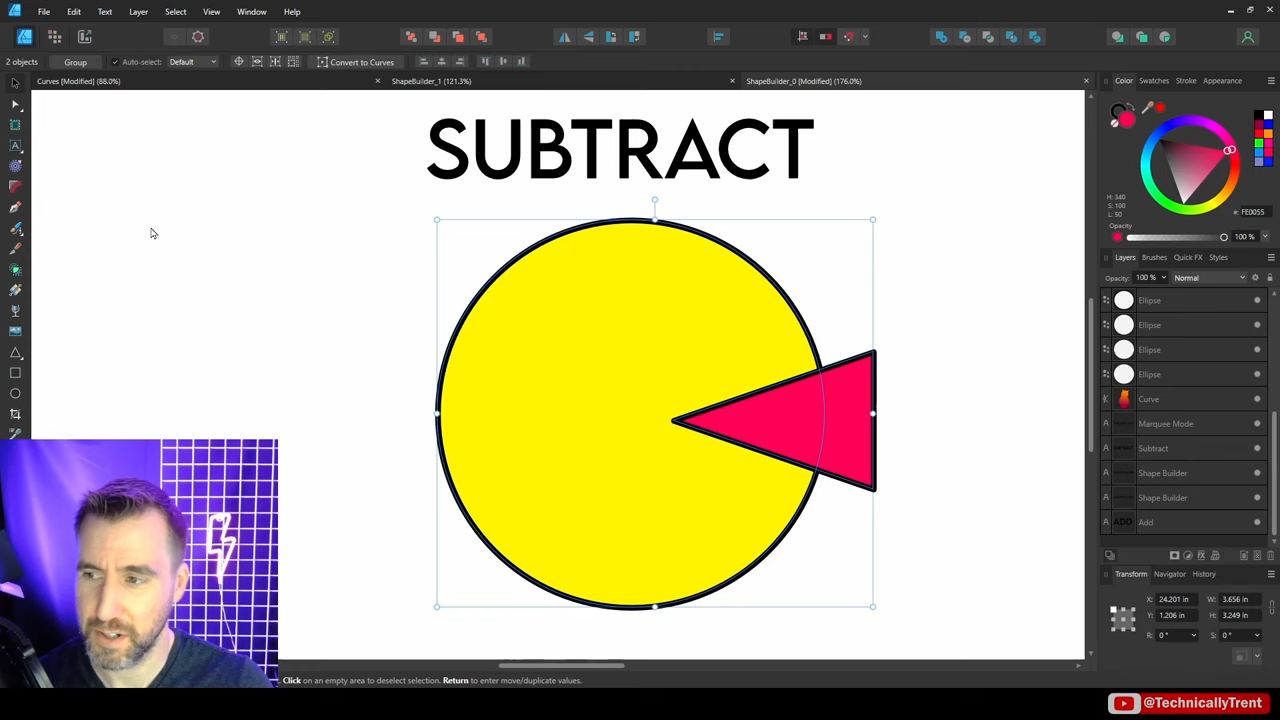 File Edit Text Layer Select View Window Help
2 objects Group Auto-select: Default Convert to Curves
Curves [Modified] (88.0%) ShapeBuilder_1 (121.3%) ShapeBuilder_0 [Modified] (176.0%)
Color Swatches Stroke Appearance
SUBTRACT
H: 340
S: 100
L: 50
#: FE0055
Opacity
100 %
Layers Brushes Quick FX Styles
Opacity: 100 % Normal
Ellipse
Ellipse
Ellipse
Ellipse
Curve
Marquee Mode
Subtract
Shape Builder
Shape Builder
ADD Add
Transform Navigator History
X: 24.201 in W: 3.656 in
Y: 1.206 in H: 3.249 in
R: 0 ° S: 0 °
Click on an empty area to deselect selection. Return to enter move/duplicate values.
@TechnicallyTrent